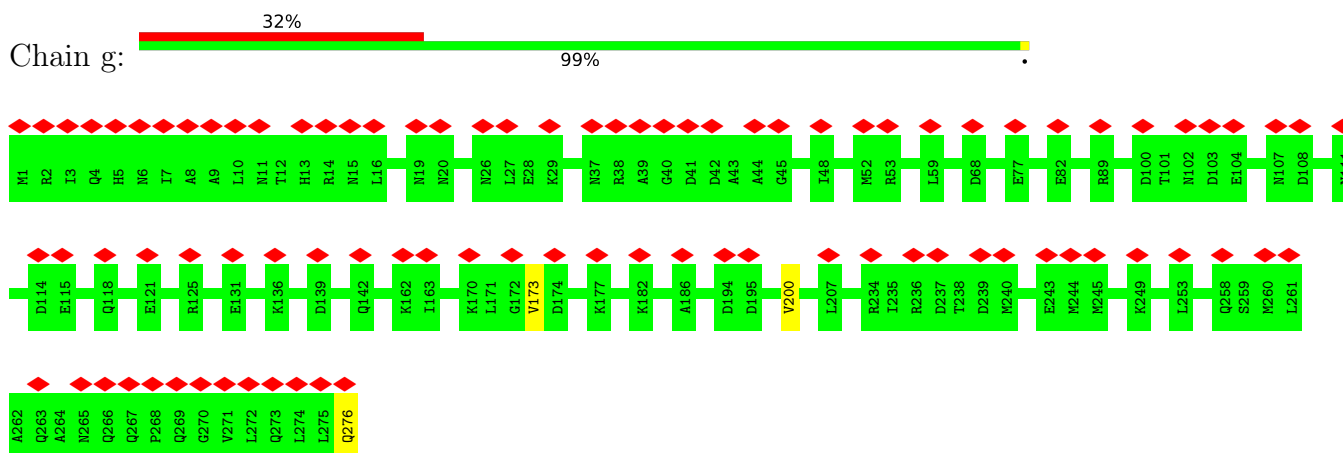 32%
Chain g:
99%
•
M1 R2 I3 Q4 H5 N6 I7 A8 A9 L10 N11 T12 H13 R14 N15 L16 N19 N20 N26 L27 E28 K29 N37 R38 A39 G40 D41 D42 A43 A44 G45 I48 M52 R53 L59 D68 E77 E82 R89 D100 T101 N102 D103 E104 N107 D108
D114 E115 Q118 E121 R125 E131 K136 D139 Q142 K162 I163 K170 L171 G172 V173 D174 K177 K182 A186 D194 D195 V200 L207 R234 I235 R236 D237 T238 D239 M240 E243 M244 M245 K249 L253 Q258 S259 M260 L261
A262 Q263 A264 N265 Q266 Q267 P268 Q269 G270 V271 L272 Q273 L274 L275 Q276